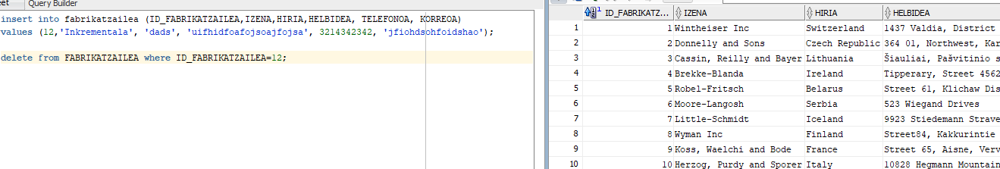 eet Query Builder
insert into fabrikatzailea (ID_FABRIKATZAILEA,IZENA,HIRIA,HELBIDEA, TELEFONOA, KORREOA)
values (12,'Inkrementala', 'dads', 'uifhidfoafojsoajfojsa', 3214342342, 'jfiohdsohfoidshao');
delete from FABRIKATZAILEA where ID_FABRIKATZAILEA=12;
ID_FABRIKATZ... IZENA HIRIA HELBIDEA
1 1 Wintheiser Inc Switzerland 1437 Valdia, District
2 2 Donnelly and Sons Czech Republic 364 01, Northwest, Kar
3 3 Cassin, Reilly and Bayer Lithuania Šiauliai, Pašvitinio s
4 4 Brekke-Blanda Ireland Tipperary, Street 4562
5 5 Robel-Fritsch Belarus Street 61, Klichaw Dis
6 6 Moore-Langosh Serbia 523 Wiegand Drives
7 7 Little-Schmidt Iceland 9923 Stiedemann Strave
8 8 Wyman Inc Finland Street84, Kakkurintie
9 9 Koss, Waelchi and Bode France Street 65, Aisne, Verv
10 10 Herzog, Purdy and Sporer Italy 10828 Hegmann Mountain